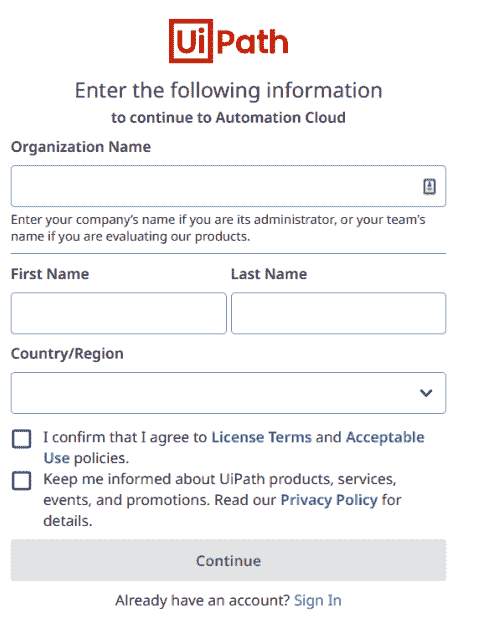 UiPath
Enter the following information
to continue to Automation Cloud
Organization Name
Enter your company's name if you are its administrator, or your team's
name if you are evaluating our products.
First Name Last Name
Country/Region
I confirm that I agree to License Terms and Acceptable
Use policies.
Keep me informed about UiPath products, services,
events, and promotions. Read our Privacy Policy for
details.
Continue
Already have an account? Sign In